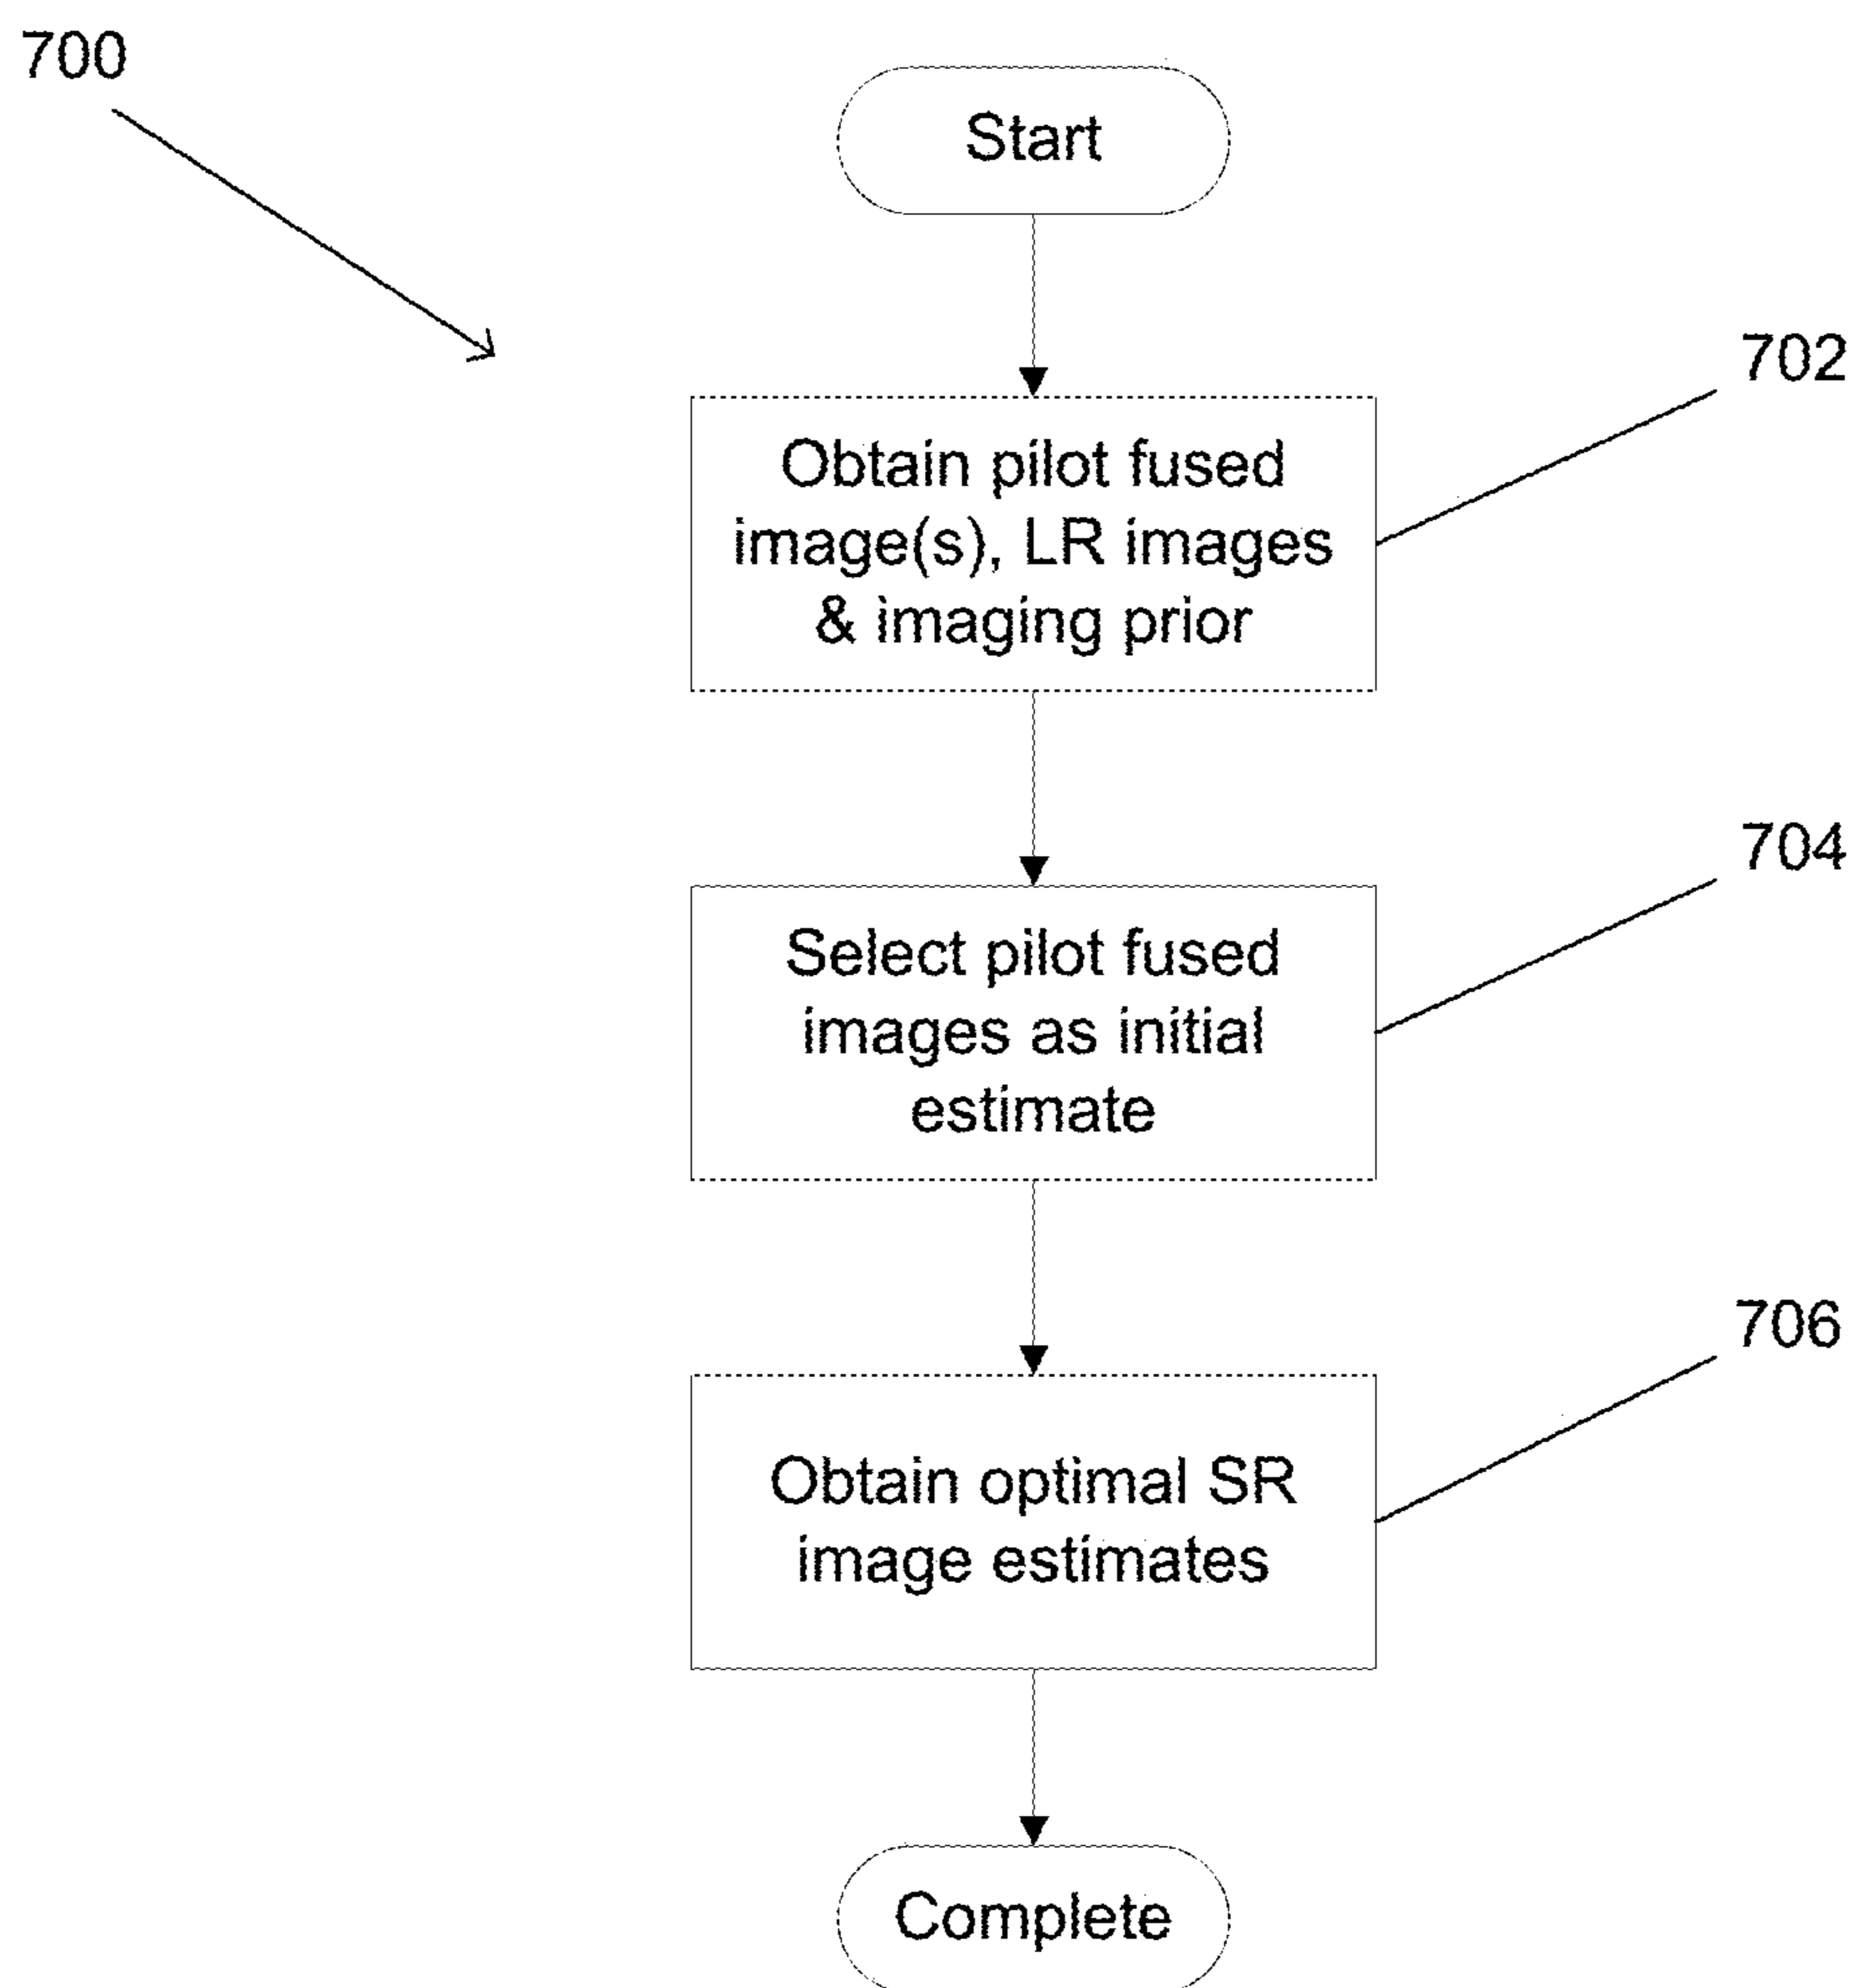 700
Start
702
Obtain pilot fused
image(s), LR images
& imaging prior
704
Select pilot fused
images as initial
estimate
706
Obtain optimal SR
image estimates
Complete